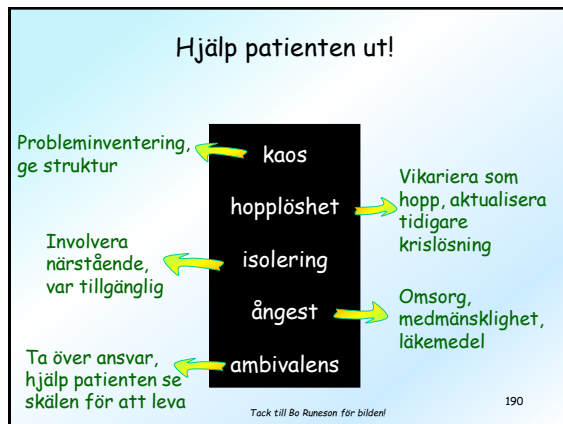 Hjälp patienten ut!
Probleminventering,
ge struktur
kaos
hopplöshet
Vikariera som
hopp, aktualisera
tidigare
krislösning
Involvera
närstående,
var tillgänglig
isolering
ångest
Omsorg,
medmänsklighet,
läkemedel
Ta över ansvar,
hjälp patienten se
skälen för att leva
ambivalens
Tack till Bo Runeson för bilden!
190